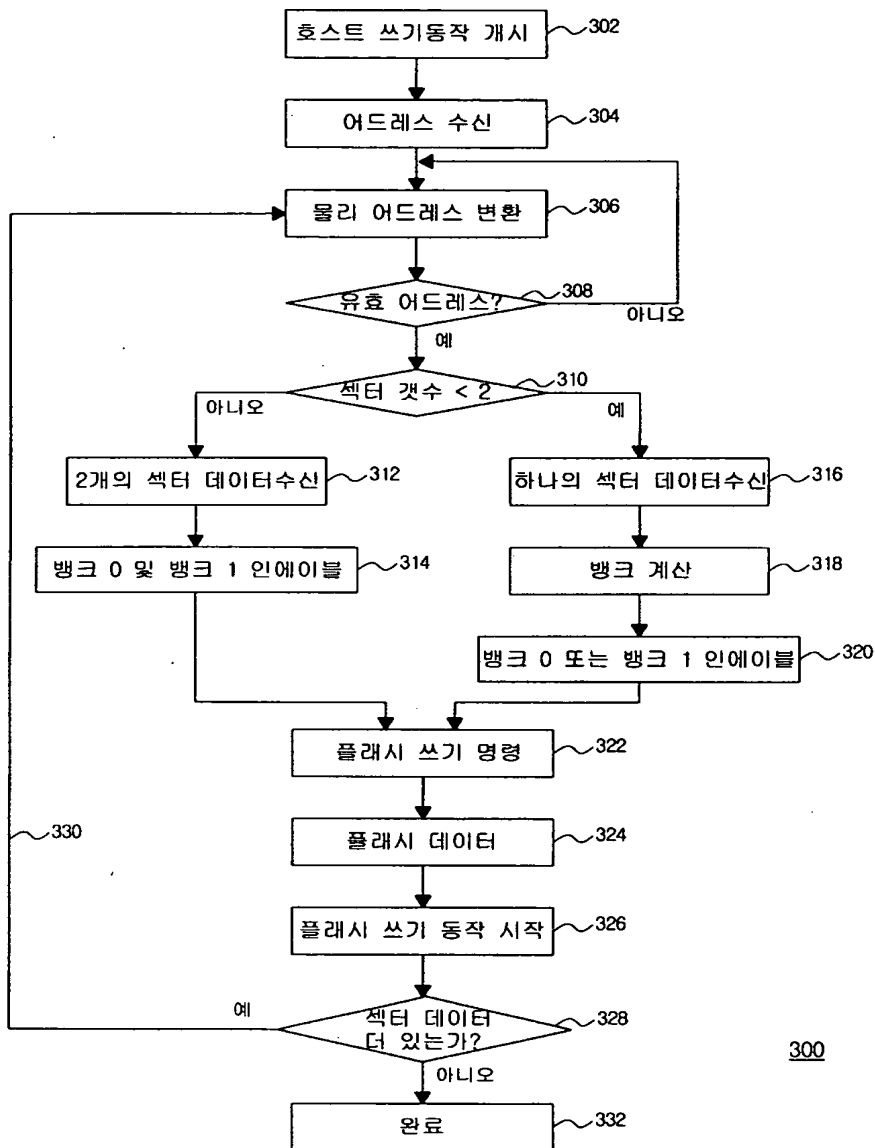 호스트 쓰기동작 개시
302
어드레스 수신
304
물리 어드레스 변환
306
유효 어드레스?
308
아니오
예
섹터 갯수 < 2
310
아니오
예
2개의 섹터 데이터수신
312
하나의 섹터 데이터수신
316
뱅크 0 및 뱅크 1 인에이블
314
뱅크 계산
318
뱅크 0 또는 뱅크 1 인에이블
320
플래시 쓰기 명령
322
330
플래시 데이터
324
플래시 쓰기 동작 시작
326
예
섹터 데이터
더 있는가?
328
300
아니오
완료
332